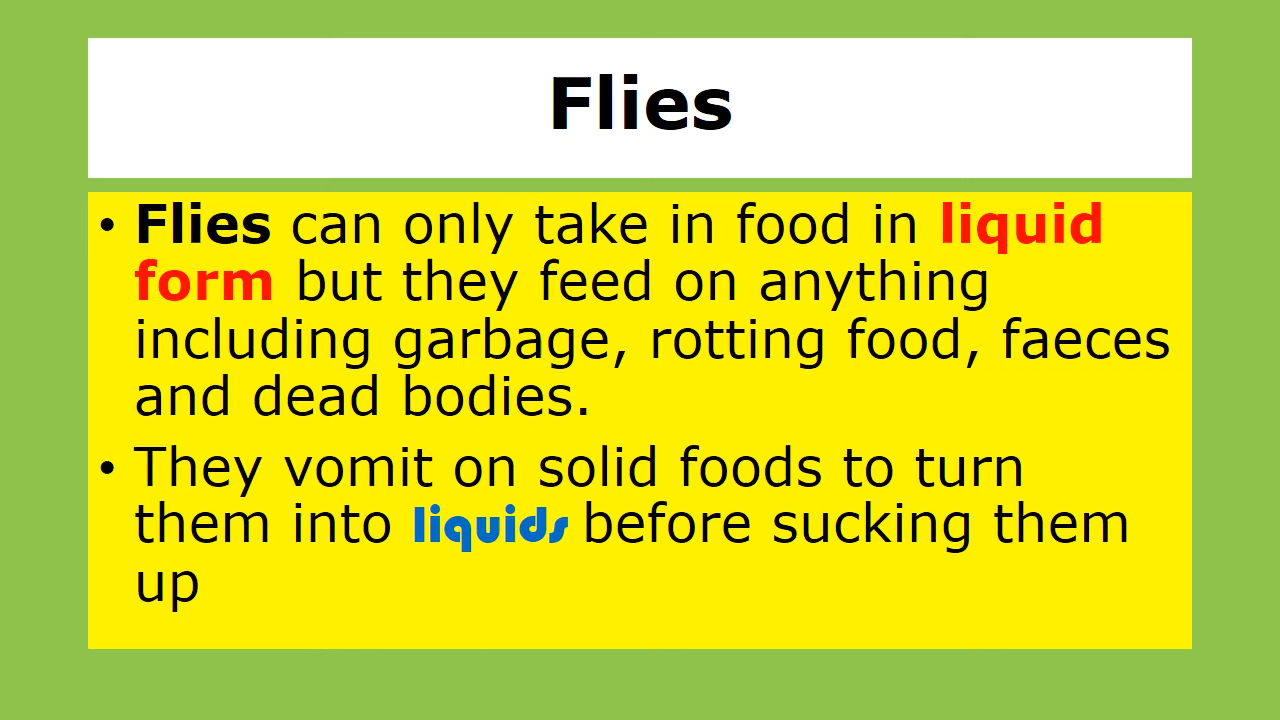 Flies
• Flies can only take in food in liquid
form but they feed on anything
including garbage, rotting food, faeces
and dead bodies.
• They vomit on solid foods to turn
them into liquids before sucking them
up